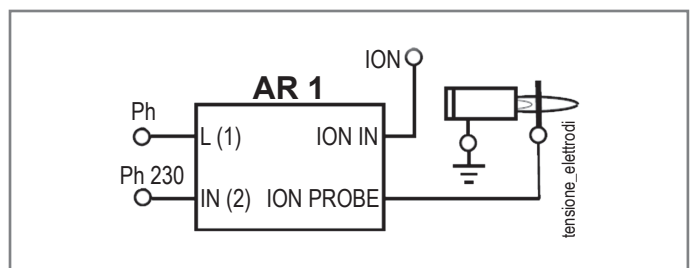 ION
AR 1
Ph
L (1)
ION IN
Ph 230
IN (2)
ION PROBE
tensione_elettrodi